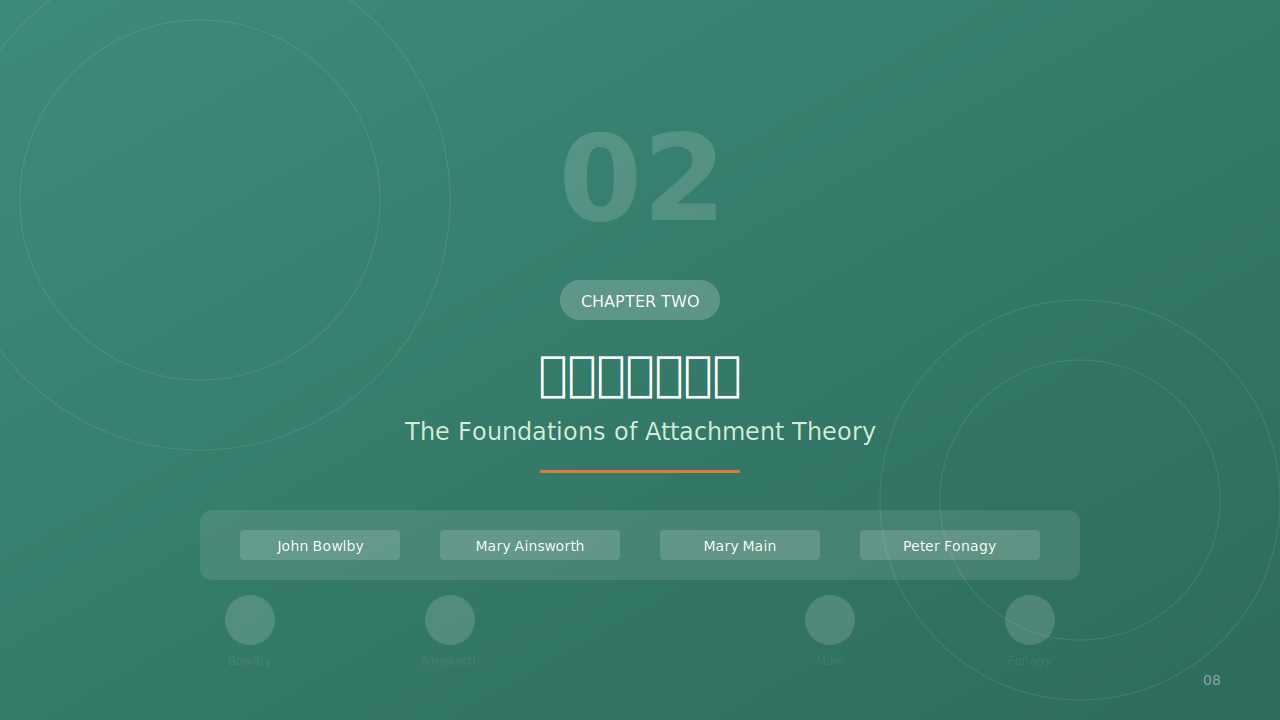 02
CHAPTER TWO
The Foundations of Attachment Theory
John Bowlby
Mary Ainsworth
Mary Main
Peter Fonagy
Bowlby
Ainsworth
Main
Fonagy
08